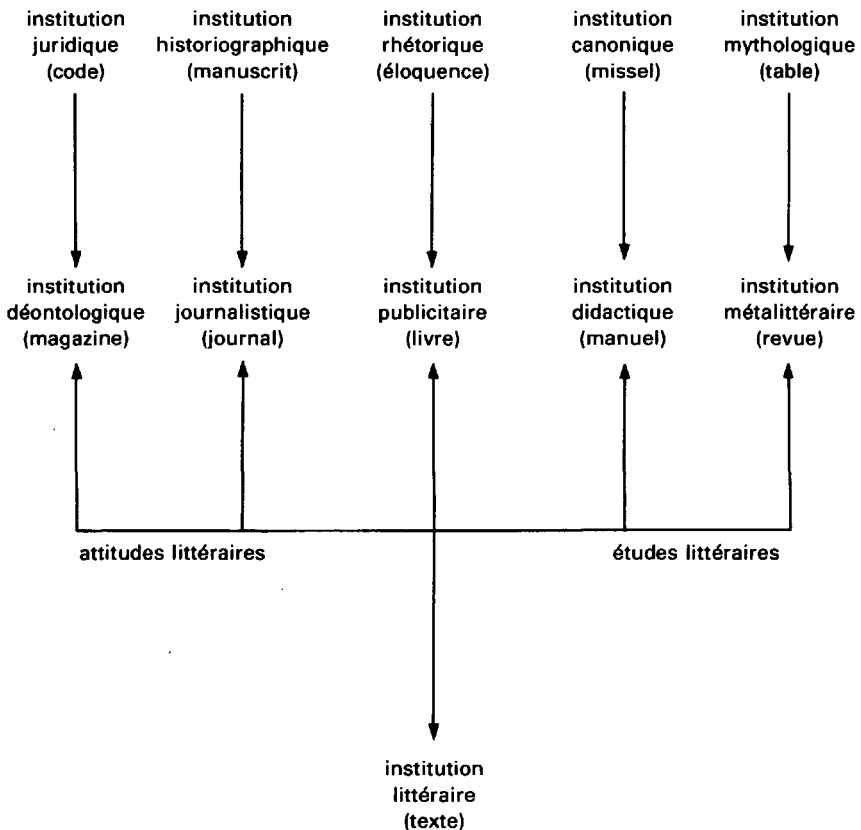 institution
juridique
(code)
institution
historiographique
(manuscrit)
institution
rhétorique
(éloquence)
institution
canonique
(missel)
institution
mythologique
(table)
institution
déontologique
(magazine)
institution
journalistique
(journal)
institution
publicitaire
(livre)
institution
didactique
(manuel)
institution
métalittéraire
(revue)
attitudes littéraires
études littéraires
institution
littéraire
(texte)